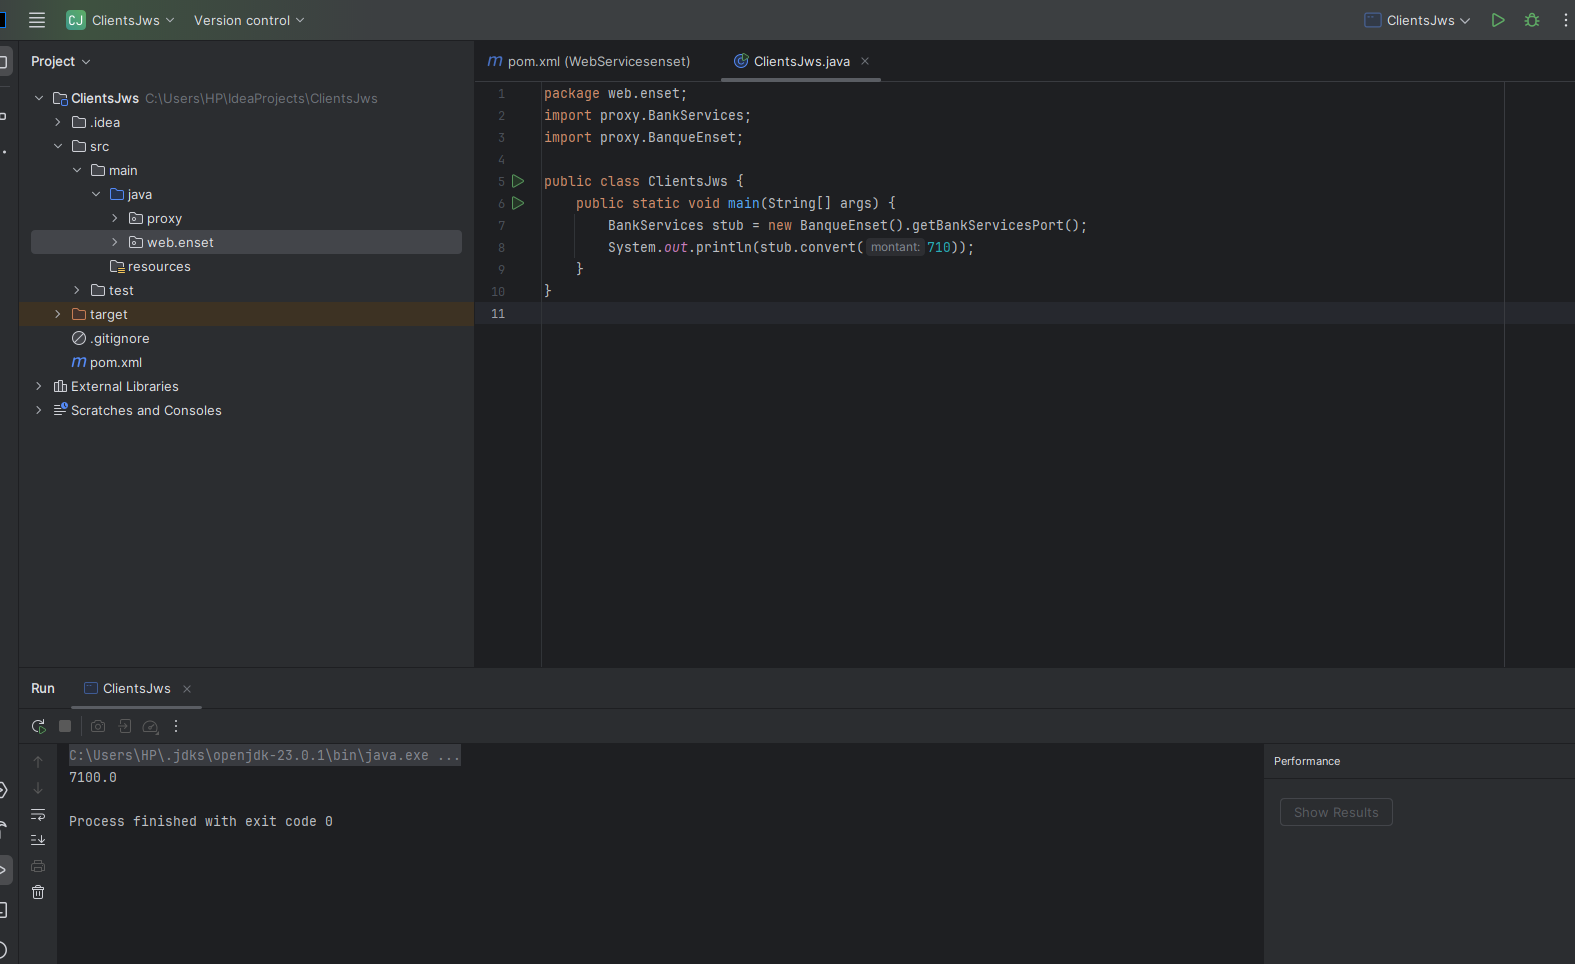 CJ ClientsJws Version control ClientsJws
Project
pom.xml (WebServicesenset) ClientsJws.java
ClientsJws C:\Users\HP\IdeaProjects\ClientsJws
.idea
src
main
java
proxy
web.enset
resources
test
target
.gitignore
pom.xml
External Libraries
Scratches and Consoles
1 package web.enset;
2 import proxy.BankServices;
3 import proxy.BanqueEnset;
4
5 public class ClientsJws {
6 public static void main(String[] args) {
7 BankServices stub = new BanqueEnset().getBankServicesPort();
8 System.out.println(stub.convert( montant: 710));
9 }
10 }
11
Run ClientsJws
C:\Users\HP\.jdks\openjdk-23.0.1\bin\java.exe ...
7100.0
Process finished with exit code 0
Performance
Show Results